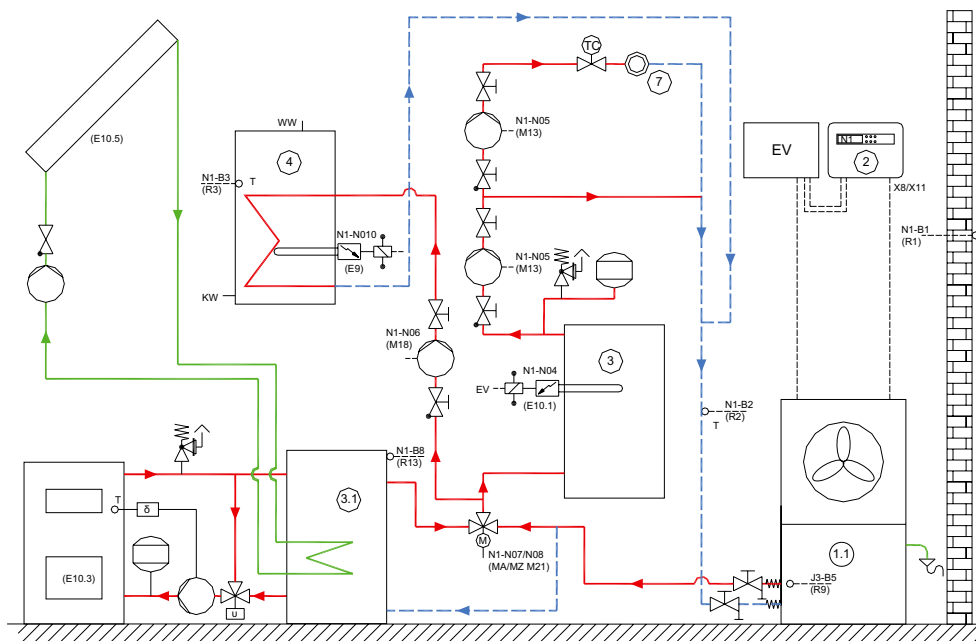 TC
7
N1-N05
(M13)
WW
(E10.5)
4
EV
N1
2
N1-B3
(R3)
T
X8/X11
N1-B1
(R1)
N1-N010
(E9)
N1-N05
(M13)
KW
N1-N06
(M18)
3
N1-N04
EV
(E10.1)
N1-B2
(R2)
T
N1-B8
(R13)
T
δ
3.1
M
N1-N07/N08
(MA/MZ M21)
1.1
J3-B5
(R9)
(E10.3)
U